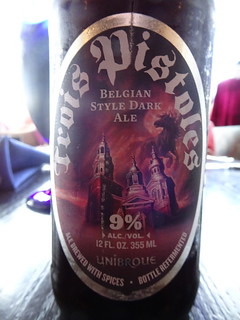 Trois Pistoles
BELGIAN
STYLE DARK
ALE
9%
ALC./VOL.
12 FL. OZ. 355 ML
UNIBROUE
ALE BREWED WITH SPICES • BOTTLE REFERMENTED